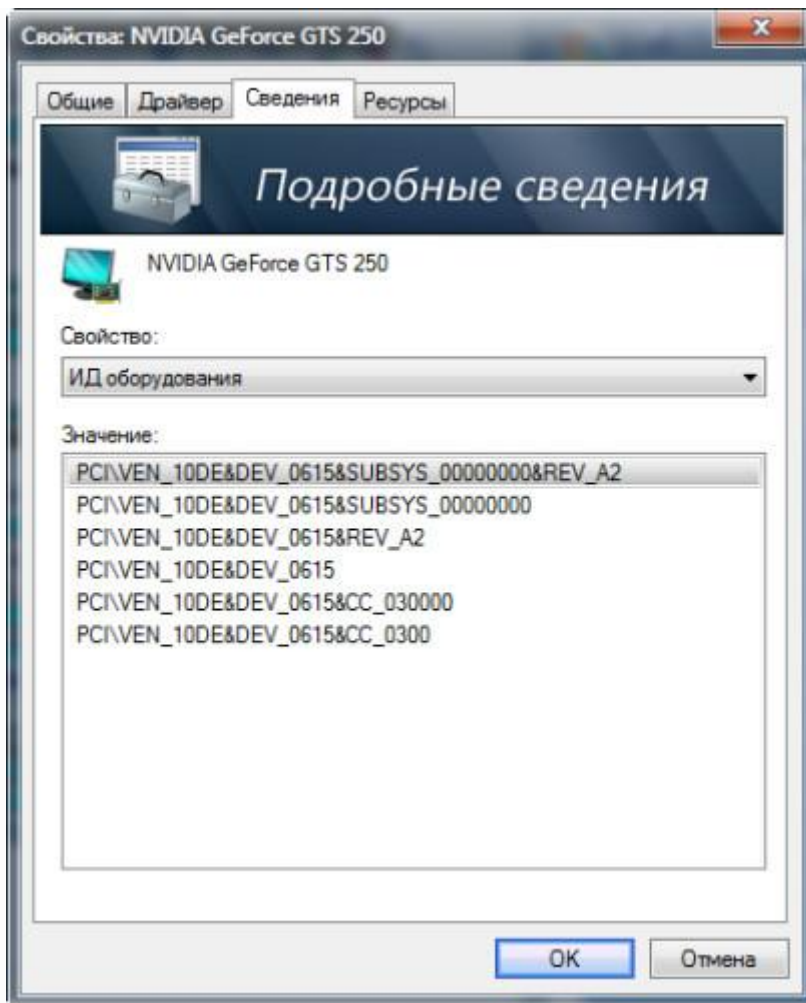 Свойства: NVIDIA GeForce GTS 250
Общие Драйвер Сведения Ресурсы
Подробные сведения
NVIDIA GeForce GTS 250
Свойство:
ИД оборудования
Значение:
PCI\VEN_10DE&DEV_0615&SUBSYS_00000000&REV_A2
PCI\VEN_10DE&DEV_0615&SUBSYS_00000000
PCI\VEN_10DE&DEV_0615&REV_A2
PCI\VEN_10DE&DEV_0615
PCI\VEN_10DE&DEV_0615&CC_030000
PCI\VEN_10DE&DEV_0615&CC_0300
OK Отмена